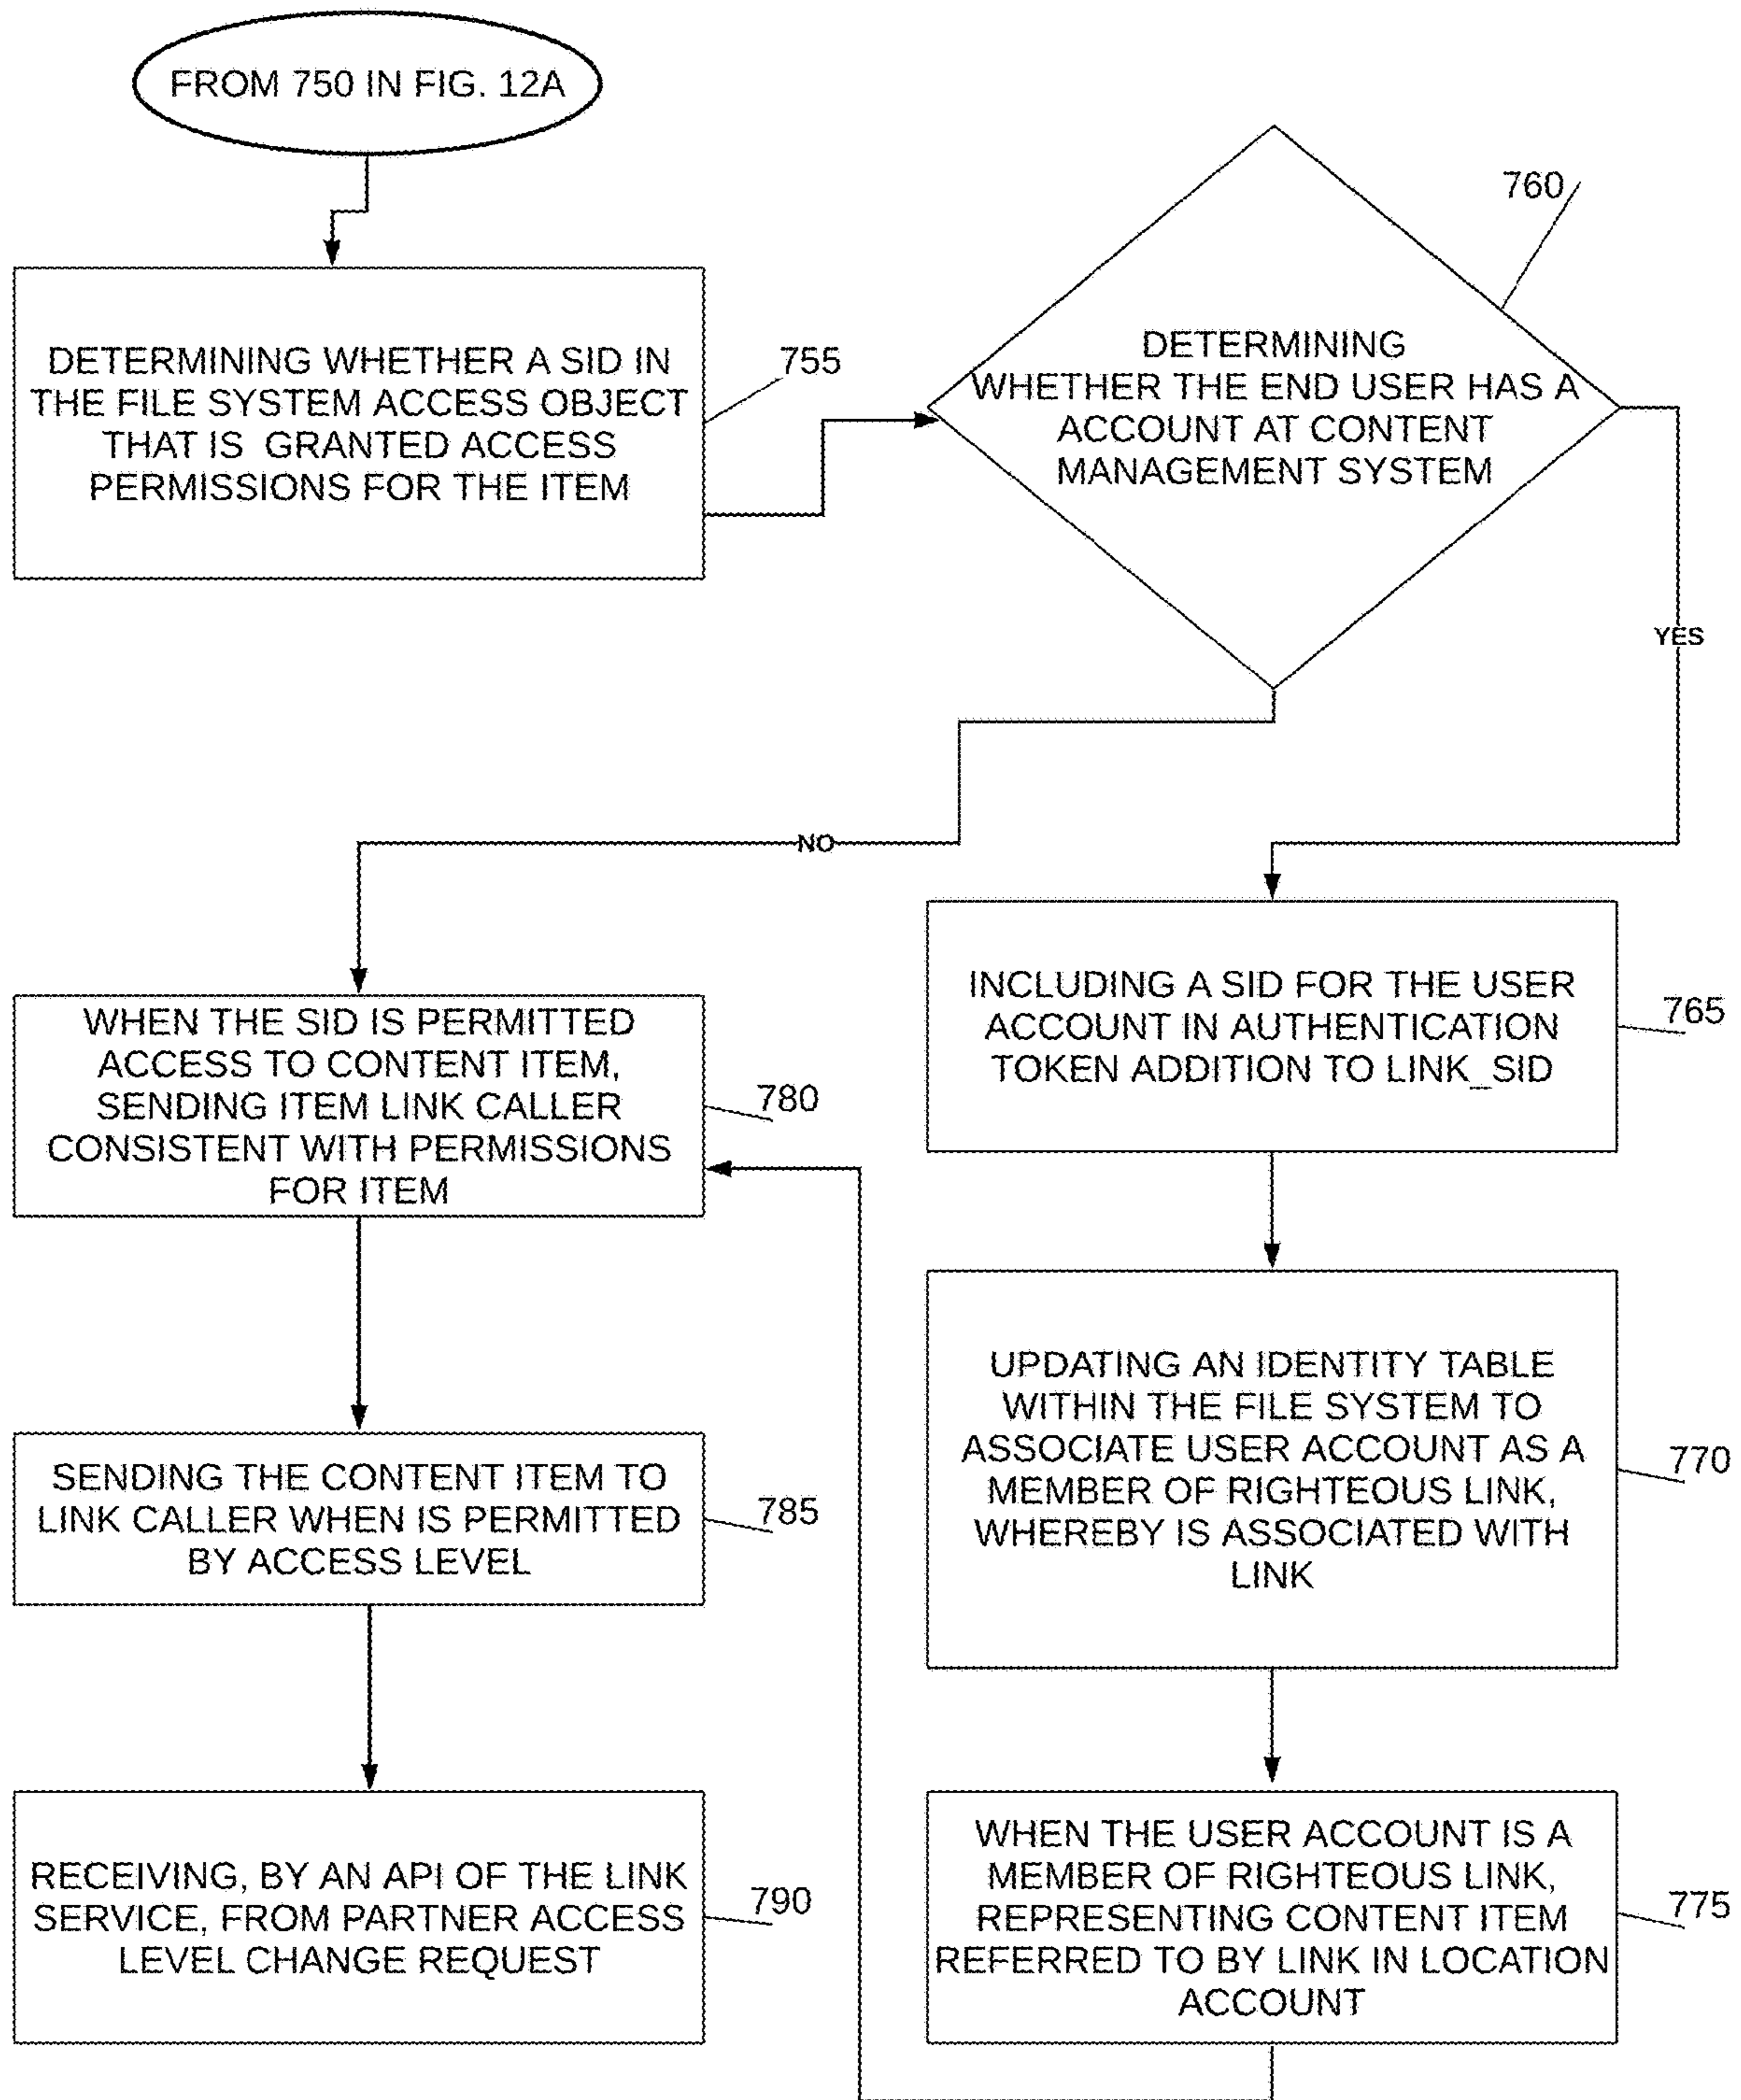 FROM 750 IN FIG. 12A
DETERMINING WHETHER A SID IN
THE FILE SYSTEM ACCESS OBJECT
THAT IS GRANTED ACCESS
PERMISSIONS FOR THE ITEM
755
760
DETERMINING
WHETHER THE END USER HAS A
ACCOUNT AT CONTENT
MANAGEMENT SYSTEM
YES
NO
INCLUDING A SID FOR THE USER
ACCOUNT IN AUTHENTICATION
TOKEN ADDITION TO LINK_SID
765
UPDATING AN IDENTITY TABLE
WITHIN THE FILE SYSTEM TO
ASSOCIATE USER ACCOUNT AS A
MEMBER OF RIGHTEOUS LINK,
WHEREBY IS ASSOCIATED WITH
LINK
770
WHEN THE USER ACCOUNT IS A
MEMBER OF RIGHTEOUS LINK,
REPRESENTING CONTENT ITEM
REFERRED TO BY LINK IN LOCATION
ACCOUNT
775
WHEN THE SID IS PERMITTED
ACCESS TO CONTENT ITEM,
SENDING ITEM LINK CALLER
CONSISTENT WITH PERMISSIONS
FOR ITEM
780
SENDING THE CONTENT ITEM TO
LINK CALLER WHEN IS PERMITTED
BY ACCESS LEVEL
785
RECEIVING, BY AN API OF THE LINK
SERVICE, FROM PARTNER ACCESS
LEVEL CHANGE REQUEST
790